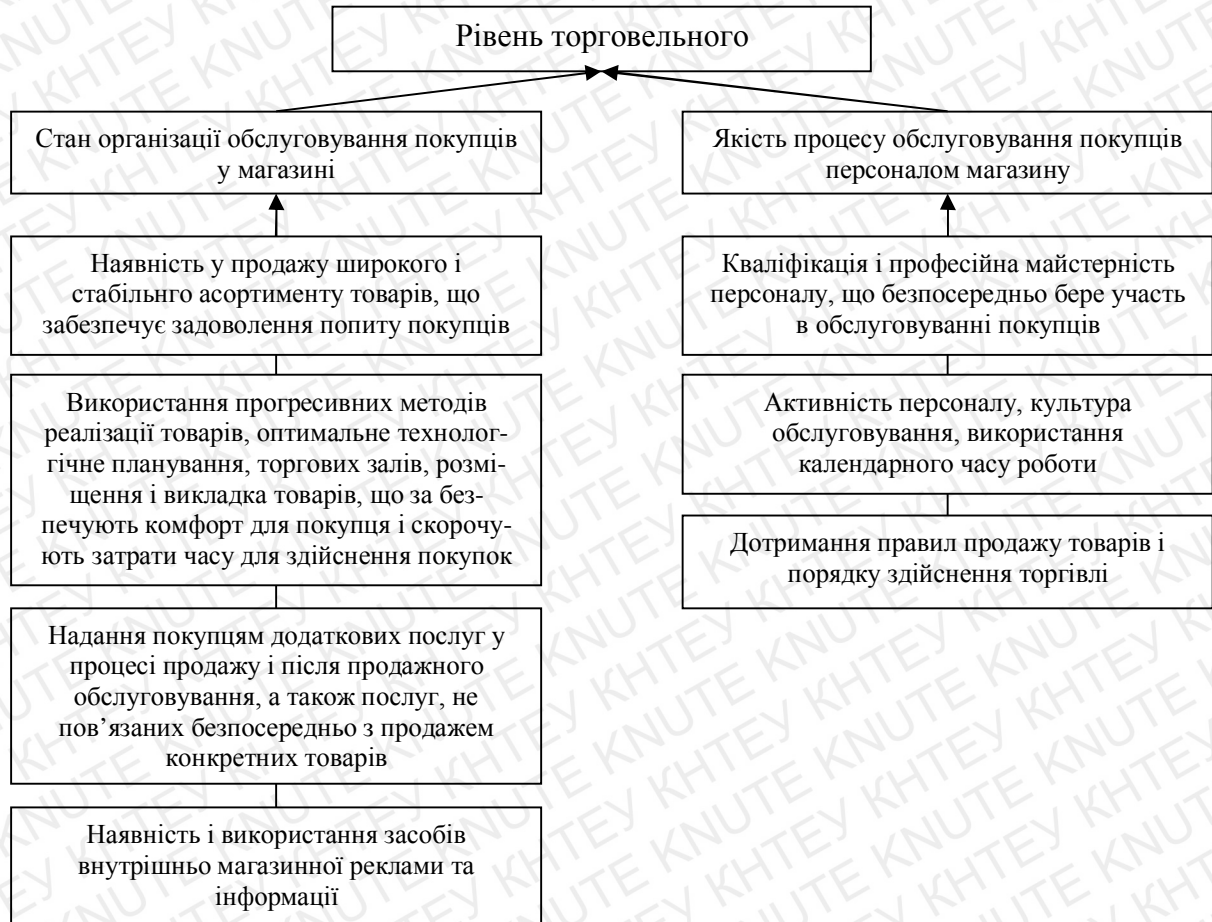 Рівень торговельного
Стан організації обслуговування покупців
у магазині
Якість процесу обслуговування покупців
персоналом магазину
Наявність у продажу широкого і
стабільнго асортименту товарів, що
забезпечує задоволення попиту покупців
Кваліфікація і професійна майстерність
персоналу, що безпосередньо бере участь
в обслуговуванні покупців
Використання прогресивних методів
реалізації товарів, оптимальне технолог-
гічне планування, торгових залів, розмі-
щення і викладка товарів, що за без-
печують комфорт для покупця і скорочу-
ють затрати часу для здійснення покупок
Активність персоналу, культура
обслуговування, використання
календарного часу роботи
Дотримання правил продажу товарів і
порядку здійснення торгівлі
Надання покупцям додаткових послуг у
процесі продажу і після продажного
обслуговування, а також послуг, не
пов’язаних безпосередньо з продажем
конкретних товарів
Наявність і використання засобів
внутрішньо магазинної реклами та
інформації